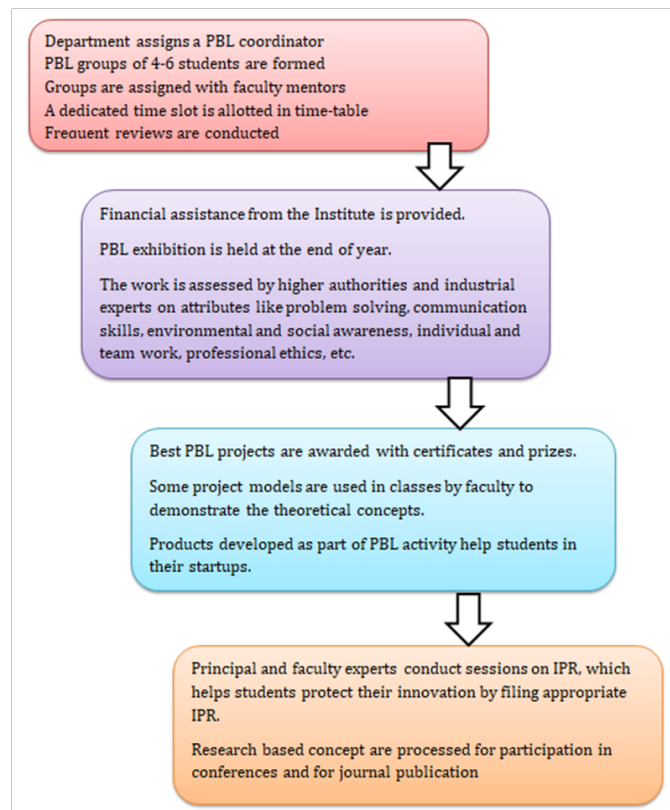 Department assigns a PBL coordinator
PBL groups of 4-6 students are formed
Groups are assigned with faculty mentors
A dedicated time slot is allotted in time-table
Frequent reviews are conducted
Financial assistance from the Institute is provided.
PBL exhibition is held at the end of year.
The work is assessed by higher authorities and industrial
experts on attributes like problem solving, communication
skills, environmental and social awareness, individual and
team work, professional ethics, etc.
Best PBL projects are awarded with certificates and prizes.
Some project models are used in classes by faculty to
demonstrate the theoretical concepts.
Products developed as part of PBL activity help students in
their startups.
Principal and faculty experts conduct sessions on IPR, which
helps students protect their innovation by filing appropriate
IPR.
Research based concept are processed for participation in
conferences and for journal publication